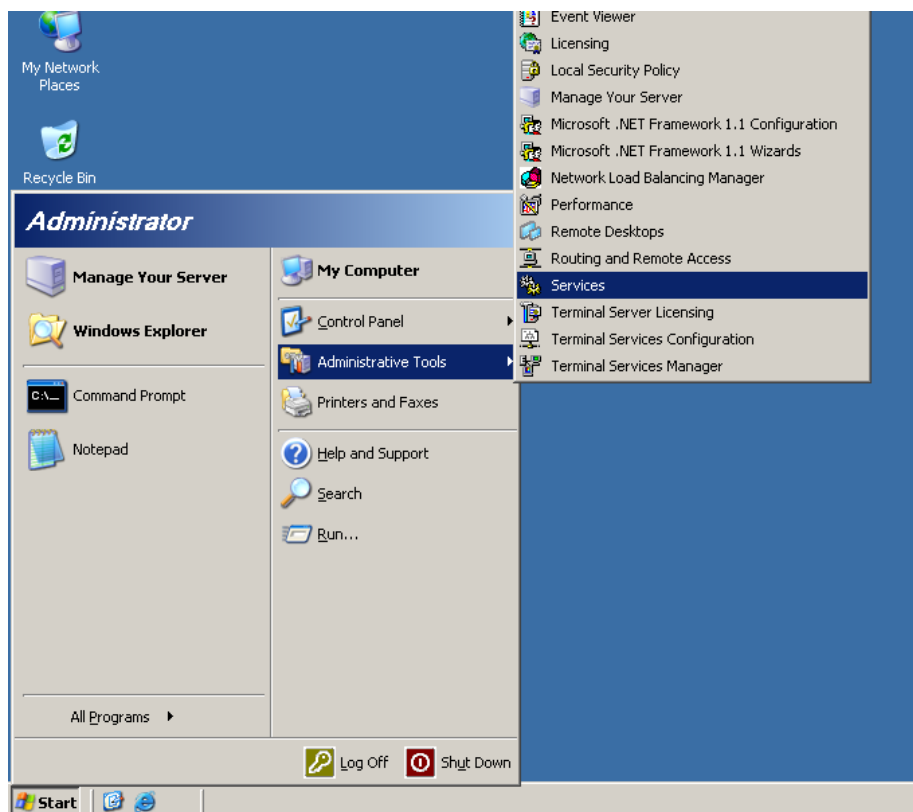 My Network
Places
Recycle Bin
Administrator
Manage Your Server
Windows Explorer
C:\_
Command Prompt
Notepad
All Programs
My Computer
Control Panel
Administrative Tools
Printers and Faxes
Help and Support
Search
Run...
Event Viewer
Licensing
Local Security Policy
Manage Your Server
Microsoft .NET Framework 1.1 Configuration
Microsoft .NET Framework 1.1 Wizards
Network Load Balancing Manager
Performance
Remote Desktops
Routing and Remote Access
Services
Terminal Server Licensing
Terminal Services Configuration
Terminal Services Manager
Log Off
Shut Down
Start